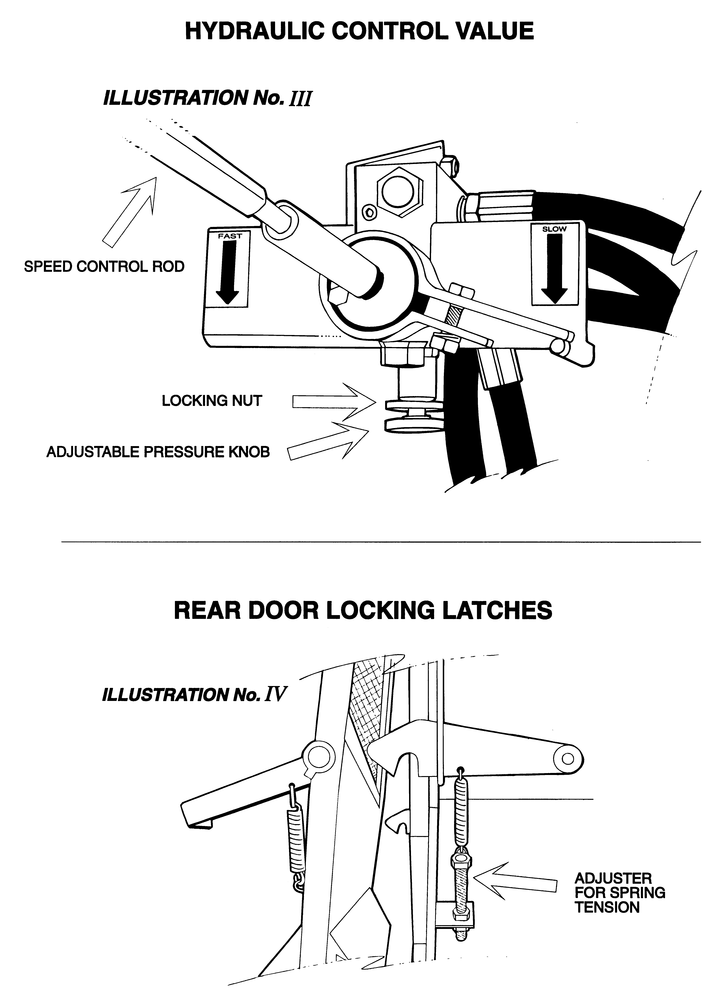 HYDRAULIC CONTROL VALUE
ILLUSTRATION No. III
FAST
SLOW
SPEED CONTROL ROD
LOCKING NUT
ADJUSTABLE PRESSURE KNOB
REAR DOOR LOCKING LATCHES
ILLUSTRATION No. IV
ADJUSTER
FOR SPRING
TENSION